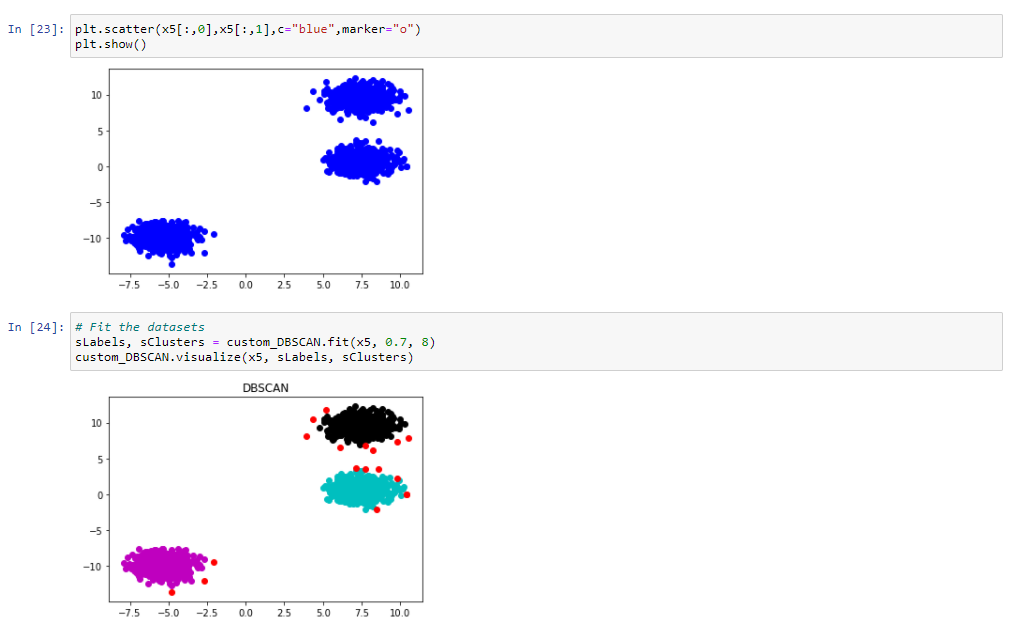 In [23]: plt.scatter(x5[:,0],x5[:,1],c="blue",marker="o")
plt.show()
10
5
0
−5
−10
−7.5 −5.0 −2.5 0.0 2.5 5.0 7.5 10.0
In [24]: # Fit the datasets
sLabels, sClusters = custom_DBSCAN.fit(x5, 0.7, 8)
custom_DBSCAN.visualize(x5, sLabels, sClusters)
DBSCAN
10
5
0
−5
−10
−7.5 −5.0 −2.5 0.0 2.5 5.0 7.5 10.0